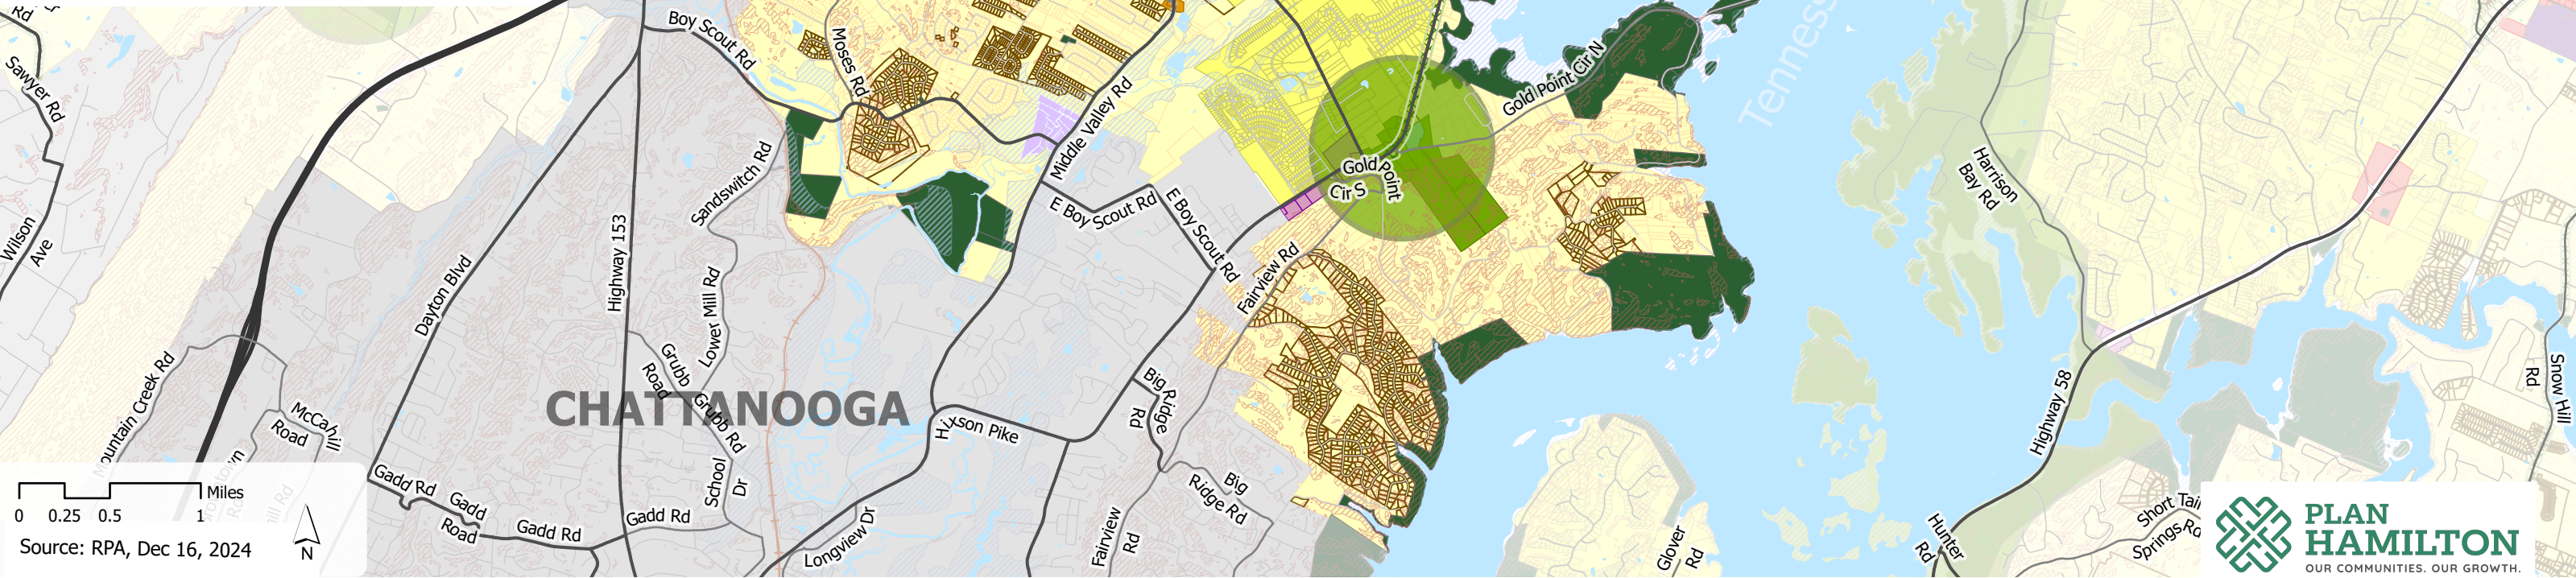 Rd
Sawyer Rd
Wilson
Ave
Boy Scout Rd
Moses Rd
Sandswitch Rd
Middle Valley Rd
E Boy Scout Rd
E Boy Scout Rd
Gold Point Cir N
Gold Point
Cir S
Fairview Rd
Tenness
Harrison
Bay Rd
Dayton Blvd
Highway 153
Lower Mill Rd
Grubb
Road
Grubb Rd
CHATTANOOGA
Mountain Creek Rd
McCahill
Road
Hixson Pike
Big Ridge
Rd
Big
Ridge Rd
School
Dr
Gadd Rd
Gadd
Road
Gadd Rd
Gadd Rd
Longview Dr
Fairview
Rd
Glover
Rd
Highway 58
Hunter
Rd
Snow Hill
Rd
Short Tail
Springs Rd
Miles
0 0.25 0.5 1
Source: RPA, Dec 16, 2024
N
PLAN
HAMILTON
OUR COMMUNITIES. OUR GROWTH.